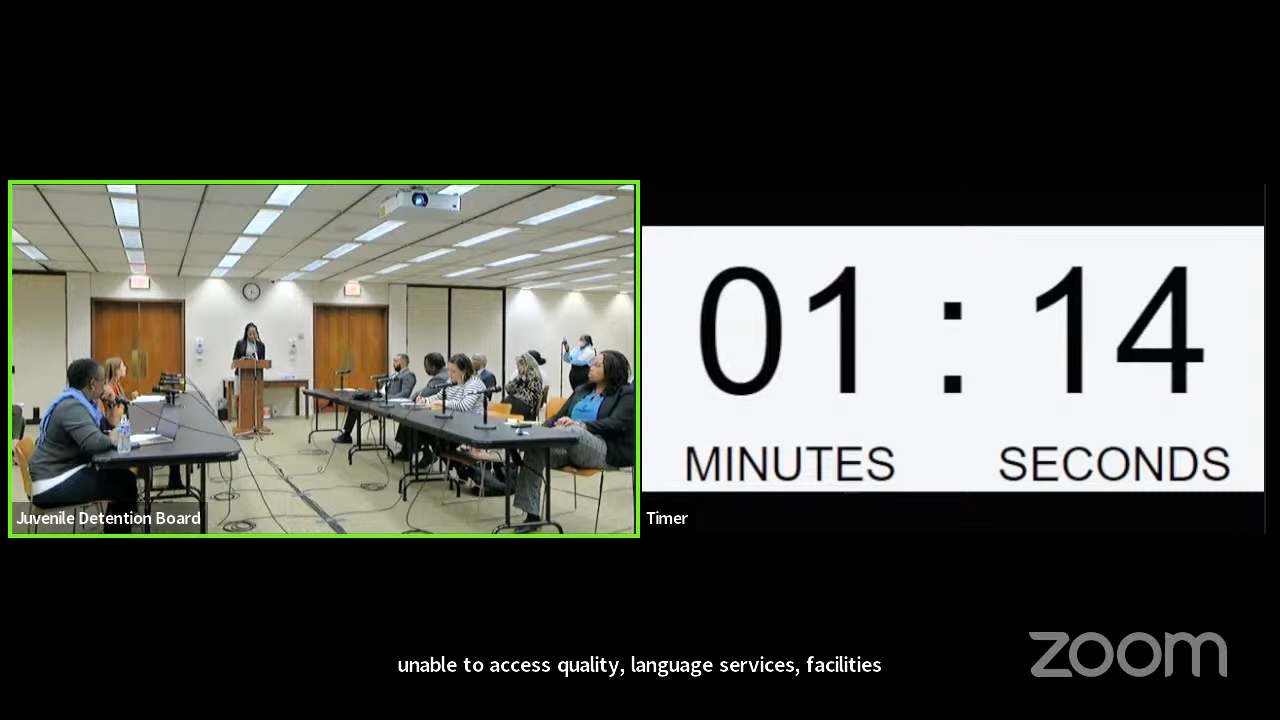 01 : 14
MINUTES SECONDS
Juvenile Detention Board
Timer
unable to access quality, language services, facilities
zoom